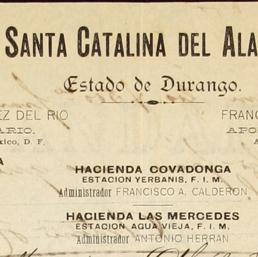 SANTA CATALINA DEL ALA
Estado de Durango.
EZ DEL RIO
FRANC
ARIO.
APO
xico, D. F.
HACIENDA COVADONGA
ESTACION YERBANIS, F. I. M.
Administrador FRANCISCO A. CALDERON
HACIENDA LAS MERCEDES
ESTACION AGUA VIEJA, F. I. M.
Administrador ANTONIO HERRAN